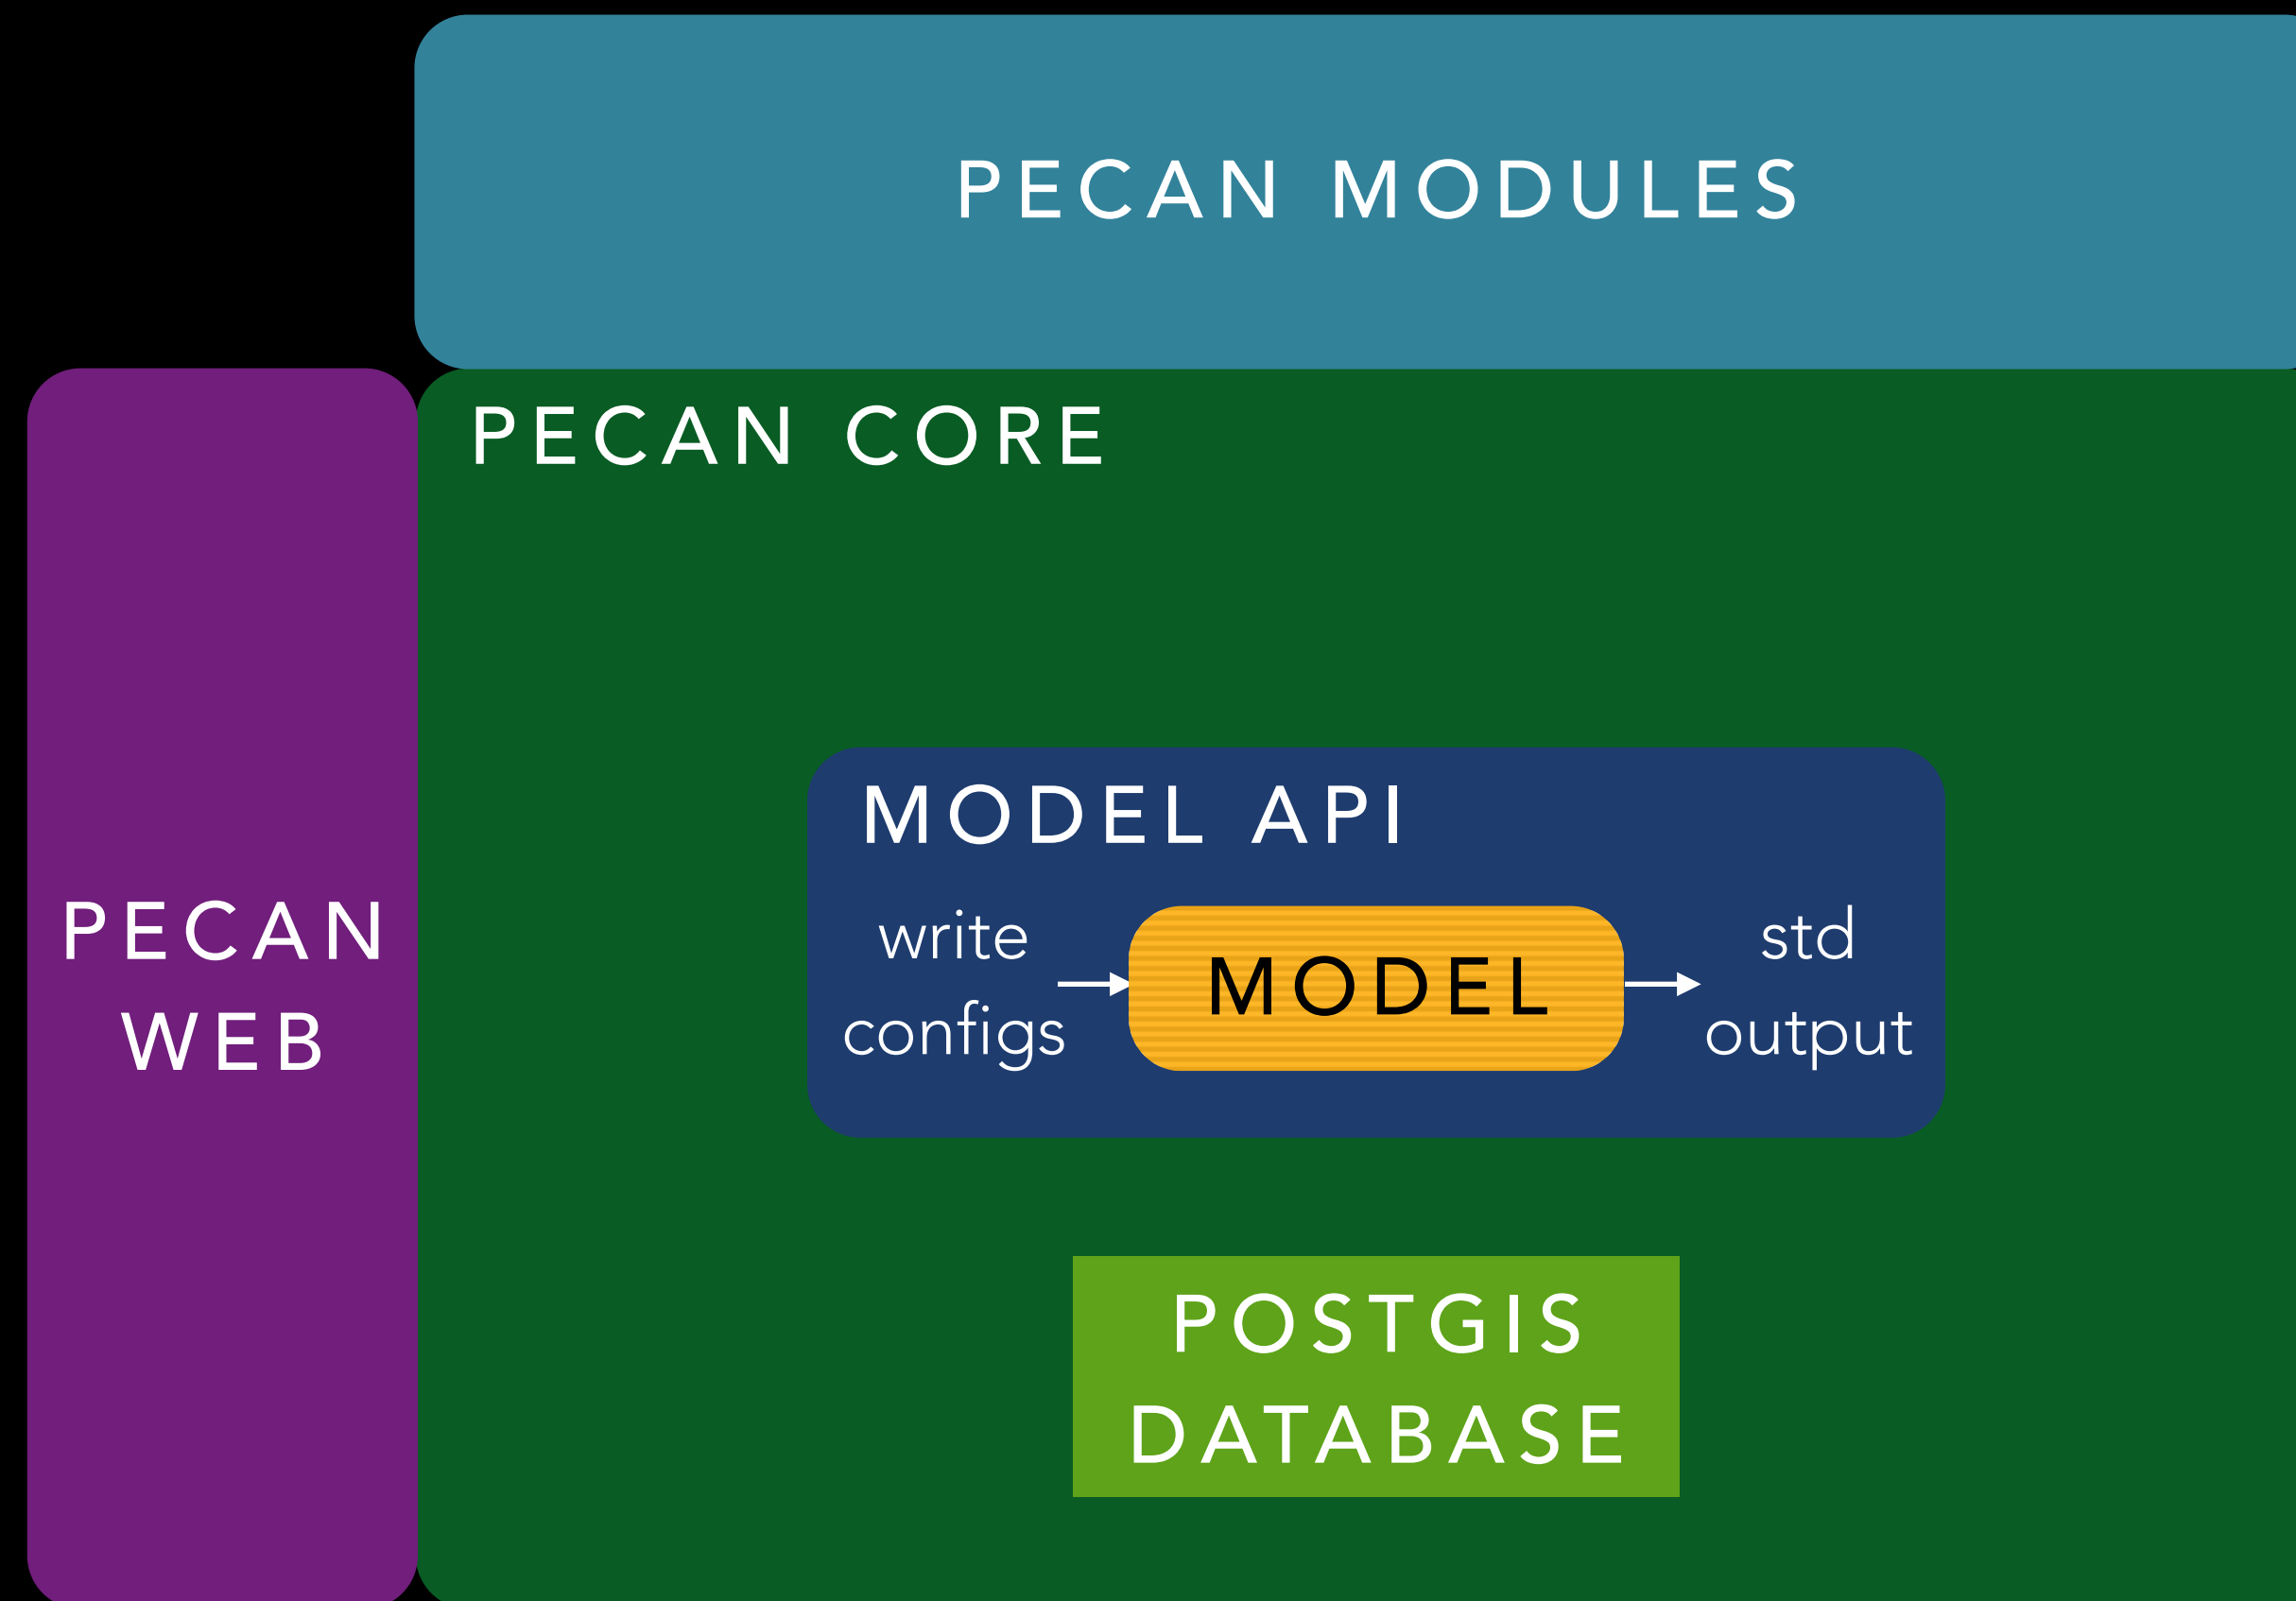 PECAN MODULES
PECAN CORE
MODEL API
write
configs
MODEL
std
output
PECAN
WEB
POSTGIS
DATABASE